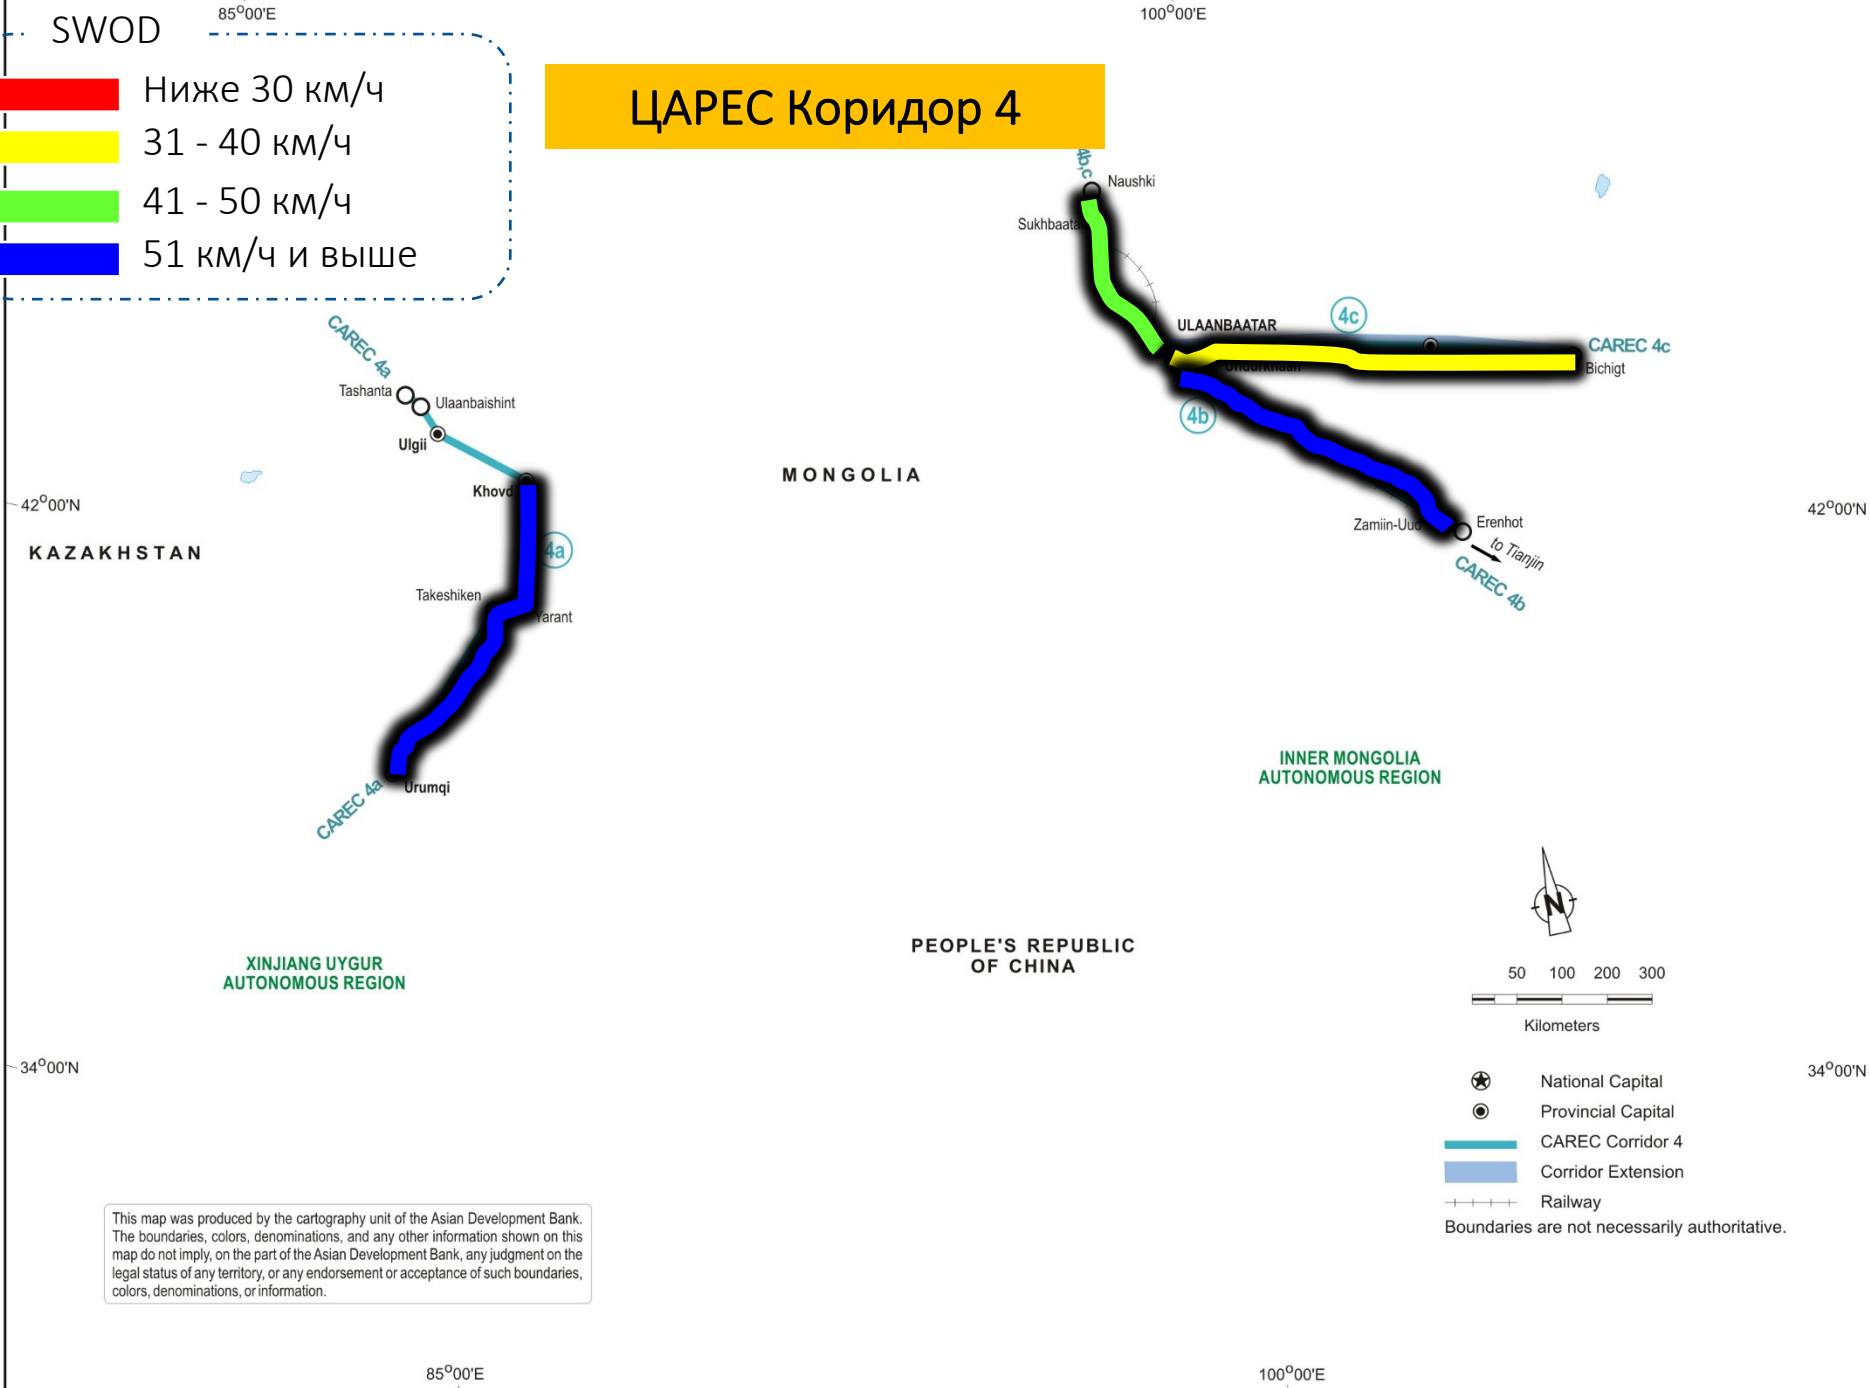 85°00'E
100°00'E
SWOD
Ниже 30 км/ч
31 - 40 км/ч
41 - 50 км/ч
51 км/ч и выше
ЦАРЕС Коридор 4
4b,c
Naushki
Sukhbaata
ULAANBAATAR
4c
CAREC 4c
Bichigt
Undurkhaan
4b
CAREC 4a
Tashanta
Ulaanbaishint
Ulgii
Khovd
MONGOLIA
42°00'N
42°00'N
KAZAKHSTAN
4a
Zamiin-Uud
Erenhot
to Tianjin
CAREC 4b
Takeshiken
Yarant
Urumqi
CAREC 4a
INNER MONGOLIA
AUTONOMOUS REGION
XINJIANG UYGUR
AUTONOMOUS REGION
PEOPLE'S REPUBLIC
OF CHINA
N
50 100 200 300
Kilometers
34°00'N
34°00'N
National Capital
Provincial Capital
CAREC Corridor 4
Corridor Extension
Railway
Boundaries are not necessarily authoritative.
This map was produced by the cartography unit of the Asian Development Bank.
The boundaries, colors, denominations, and any other information shown on this
map do not imply, on the part of the Asian Development Bank, any judgment on the
legal status of any territory, or any endorsement or acceptance of such boundaries,
colors, denominations, or information.
85°00'E
100°00'E